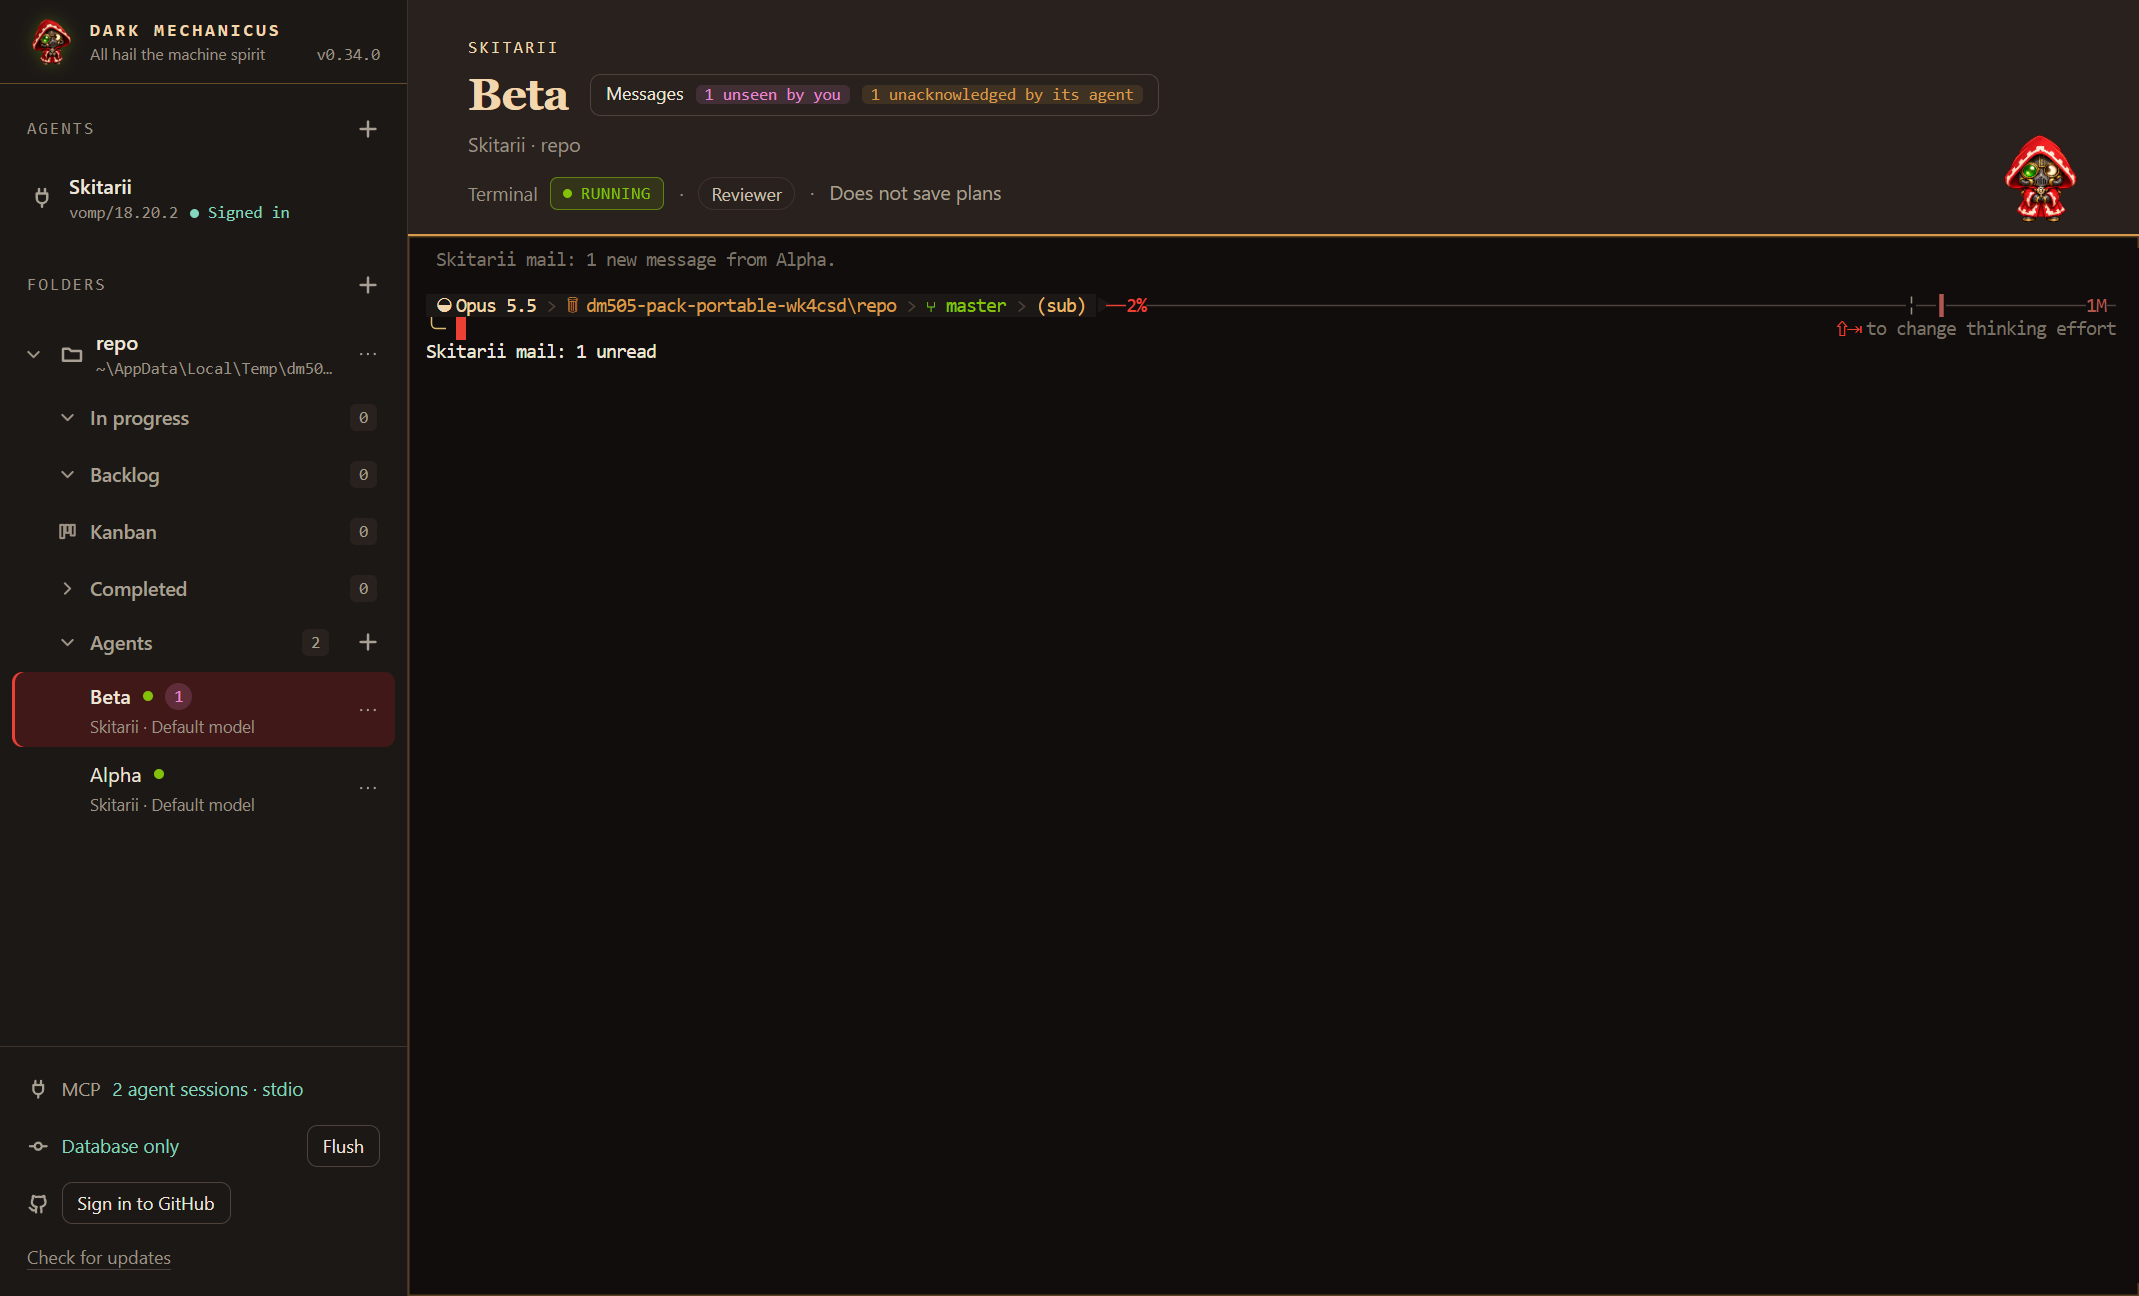 DARK MECHANICUS
All hail the machine spirit v0.34.0
AGENTS
Skitarii
vomp/18.20.2 Signed in
FOLDERS
repo
~\AppData\Local\Temp\dm50…
In progress 0
Backlog 0
Kanban 0
Completed 0
Agents 2
Beta 1
Skitarii · Default model
Alpha
Skitarii · Default model
MCP 2 agent sessions · stdio
Database only Flush
Sign in to GitHub
Check for updates
SKITARII
Beta Messages 1 unseen by you 1 unacknowledged by its agent
Skitarii · repo
Terminal RUNNING · Reviewer · Does not save plans
Skitarii mail: 1 new message from Alpha.
Opus 5.5 > dm505-pack-portable-wk4csd\repo > master > (sub) 2% 1M
to change thinking effort
Skitarii mail: 1 unread